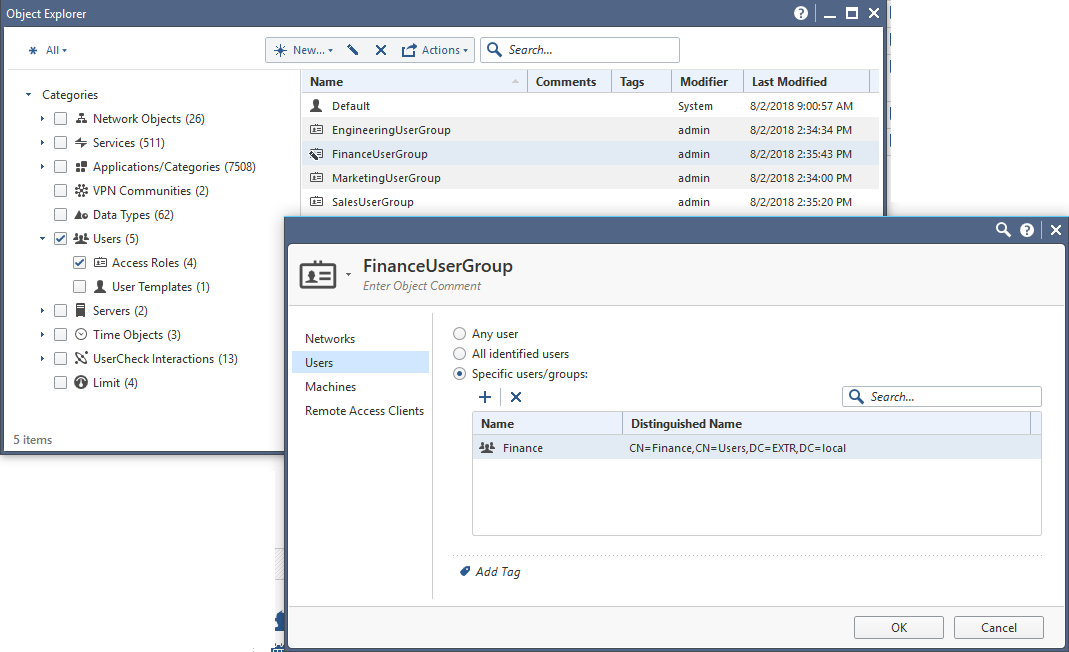 Object Explorer
All
New...
Actions
Search...
Categories
Network Objects (26)
Services (511)
Applications/Categories (7508)
VPN Communities (2)
Data Types (62)
Users (5)
Access Roles (4)
User Templates (1)
Servers (2)
Time Objects (3)
UserCheck Interactions (13)
Limit (4)
5 items
Name Comments Tags Modifier Last Modified
Default System 8/2/2018 9:00:57 AM
EngineeringUserGroup admin 8/2/2018 2:34:34 PM
FinanceUserGroup admin 8/2/2018 2:35:43 PM
MarketingUserGroup admin 8/2/2018 2:34:00 PM
SalesUserGroup admin 8/2/2018 2:35:20 PM
FinanceUserGroup
Enter Object Comment
Networks
Users
Machines
Remote Access Clients
Any user
All identified users
Specific users/groups:
Search...
Name Distinguished Name
Finance CN=Finance,CN=Users,DC=EXTR,DC=local
Add Tag
OK Cancel